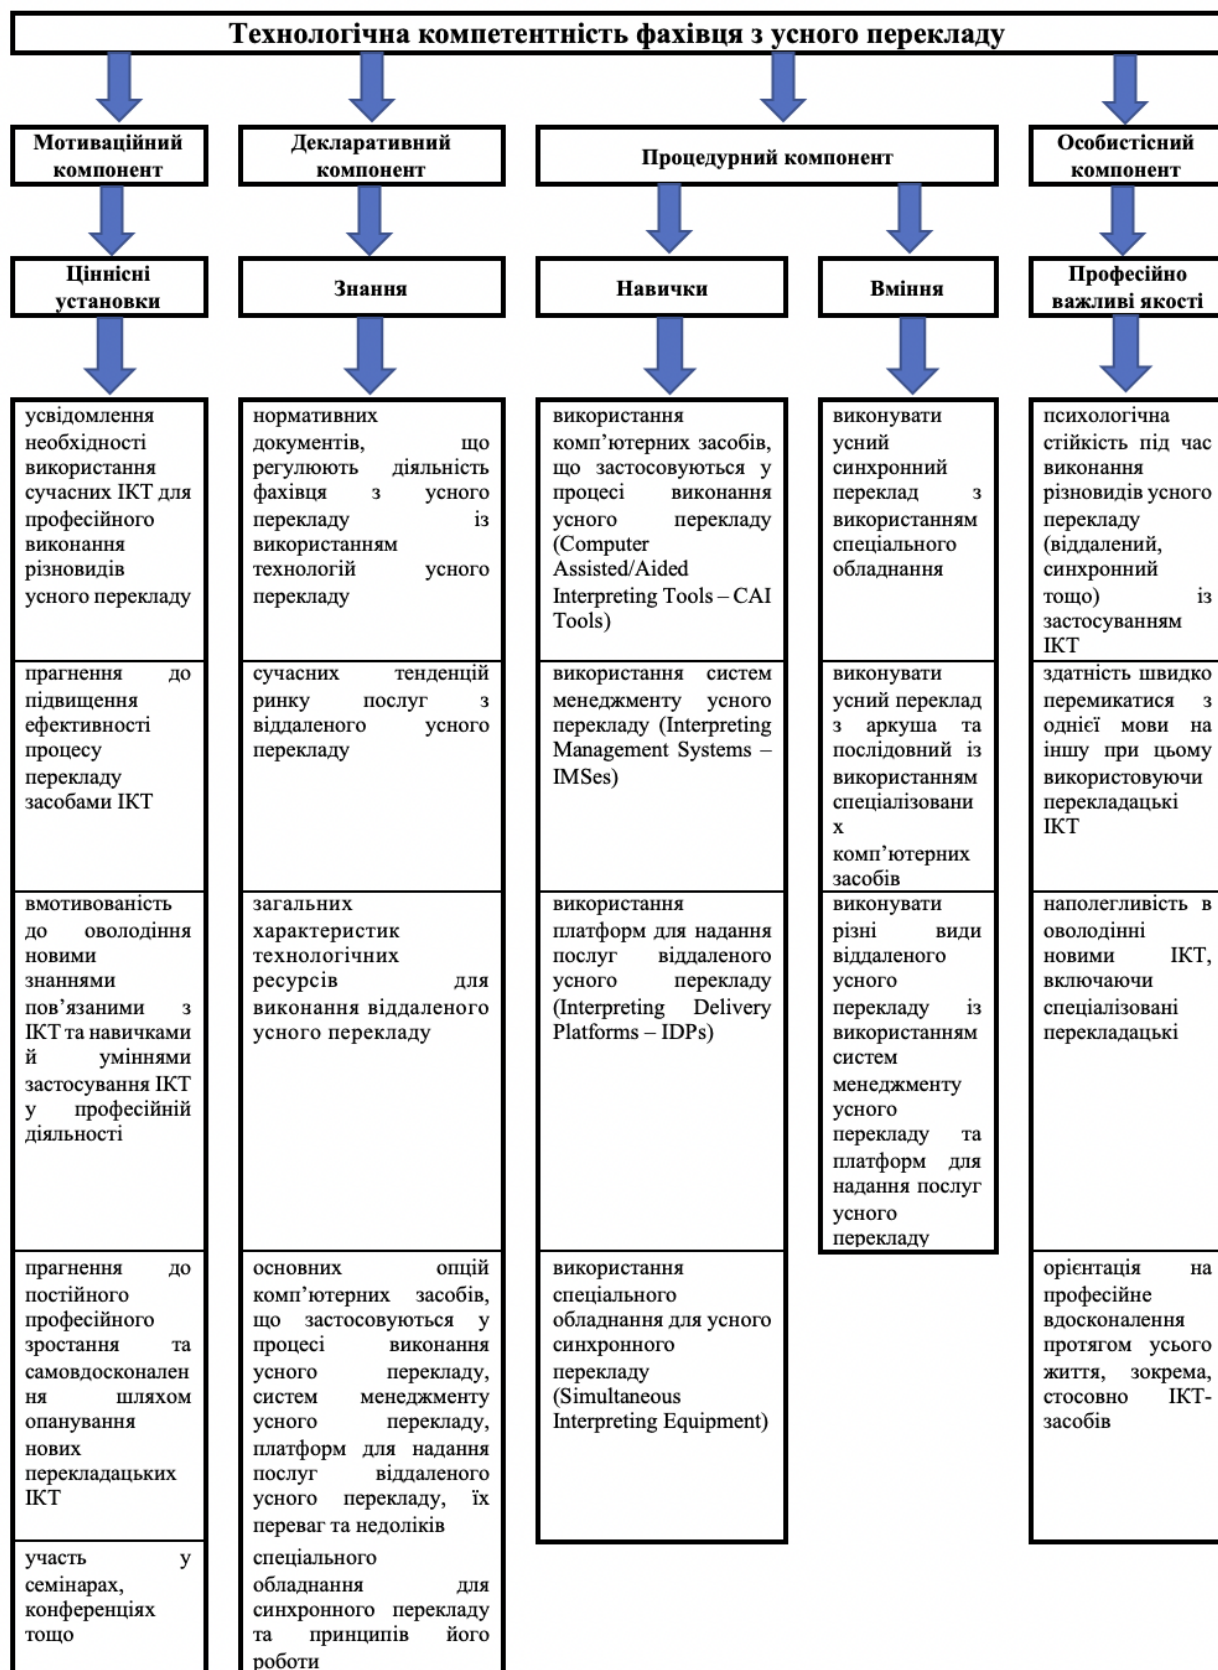 Технологічна компетентність фахівця з усного перекладу
Мотиваційний
компонент
Декларативний
компонент
Процедурний компонент
Особистісний
компонент
Ціннісні
установки
Знання
Навички
Вміння
Професійно
важливі якості
усвідомлення
необхідності
використання
сучасних ІКТ для
професійного
виконання
різновидів
усного перекладу
прагнення до
підвищення
ефективності
процесу
перекладу
засобами ІКТ
вмотивованість
до оволодіння
новими
знаннями
пов’язаними з
ІКТ та навичками
й уміннями
застосування ІКТ
у професійній
діяльності
прагнення до
постійного
професійного
зростання та
самовдосконален
ня шляхом
опанування
нових
перекладацьких
ІКТ
участь у
семінарах,
конференціях
тощо
нормативних
документів, що
регулюють діяльність
фахівця з усного
перекладу із
використанням
технологій усного
перекладу
сучасних тенденцій
ринку послуг з
віддаленого усного
перекладу
загальних
характеристик
технологічних
ресурсів для
виконання віддаленого
усного перекладу
основних опцій
комп’ютерних засобів,
що застосовуються у
процесі виконання
усного перекладу,
систем менеджменту
усного перекладу,
платформ для надання
послуг віддаленого
усного перекладу, їх
переваг та недоліків
спеціального
обладнання для
синхронного перекладу
та принципів його
роботи
використання
комп’ютерних засобів,
що застосовуються у
процесі виконання
усного перекладу
(Computer
Assisted/Aided
Interpreting Tools – CAI
Tools)
використання систем
менеджменту усного
перекладу (Interpreting
Management Systems –
IMSes)
використання
платформ для надання
послуг віддаленого
усного перекладу
(Interpreting Delivery
Platforms – IDPs)
використання
спеціального
обладнання для усного
синхронного
перекладу
(Simultaneous
Interpreting Equipment)
виконувати
усний
синхронний
переклад з
використанням
спеціального
обладнання
виконувати
усний переклад
з аркуша та
послідовний із
використанням
спеціалізовани
х
комп’ютерних
засобів
виконувати
різні види
віддаленого
усного
перекладу із
використанням
систем
менеджменту
усного
перекладу та
платформ для
надання послуг
усного
перекладу
психологічна
стійкість під час
виконання
різновидів усного
перекладу
(віддалений,
синхронний
тощо) із
застосуванням
ІКТ
здатність швидко
перемикатися з
однієї мови на
іншу при цьому
використовуючи
перекладацькі
ІКТ
наполегливість в
оволодінні
новими ІКТ,
включаючи
спеціалізовані
перекладацькі
орієнтація на
професійне
вдосконалення
протягом усього
життя, зокрема,
стосовно ІКТ-
засобів